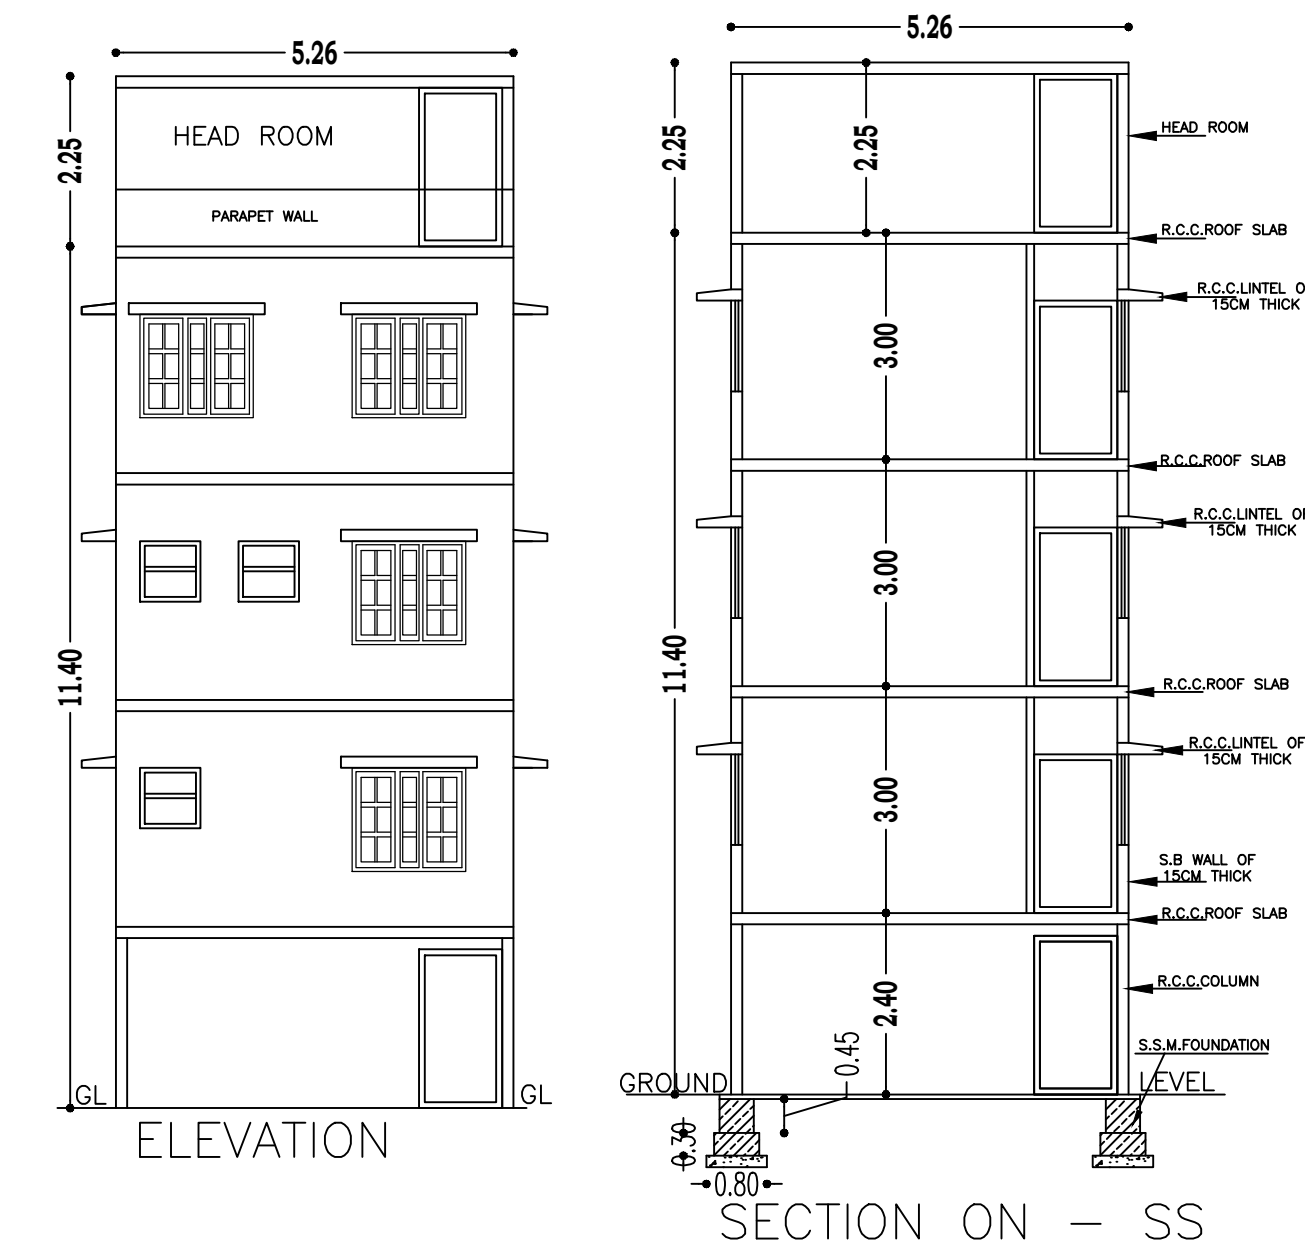 5.26
2.25
HEAD ROOM
PARAPET WALL
11.40
GL
GL
ELEVATION
5.26
2.25
2.25
HEAD ROOM
R.C.C.ROOF SLAB
R.C.C.LINTEL O
15CM THICK
3.00
R.C.C.ROOF SLAB
R.C.C.LINTEL OF
15CM THICK
3.00
11.40
R.C.C.ROOF SLAB
R.C.C.LINTEL OF
15CM THICK
3.00
S.B WALL OF
15CM THICK
R.C.C.ROOF SLAB
R.C.C.COLUMN
2.40
0.45
S.S.M.FOUNDATION
GROUND LEVEL
0.30
0.80
SECTION ON - SS